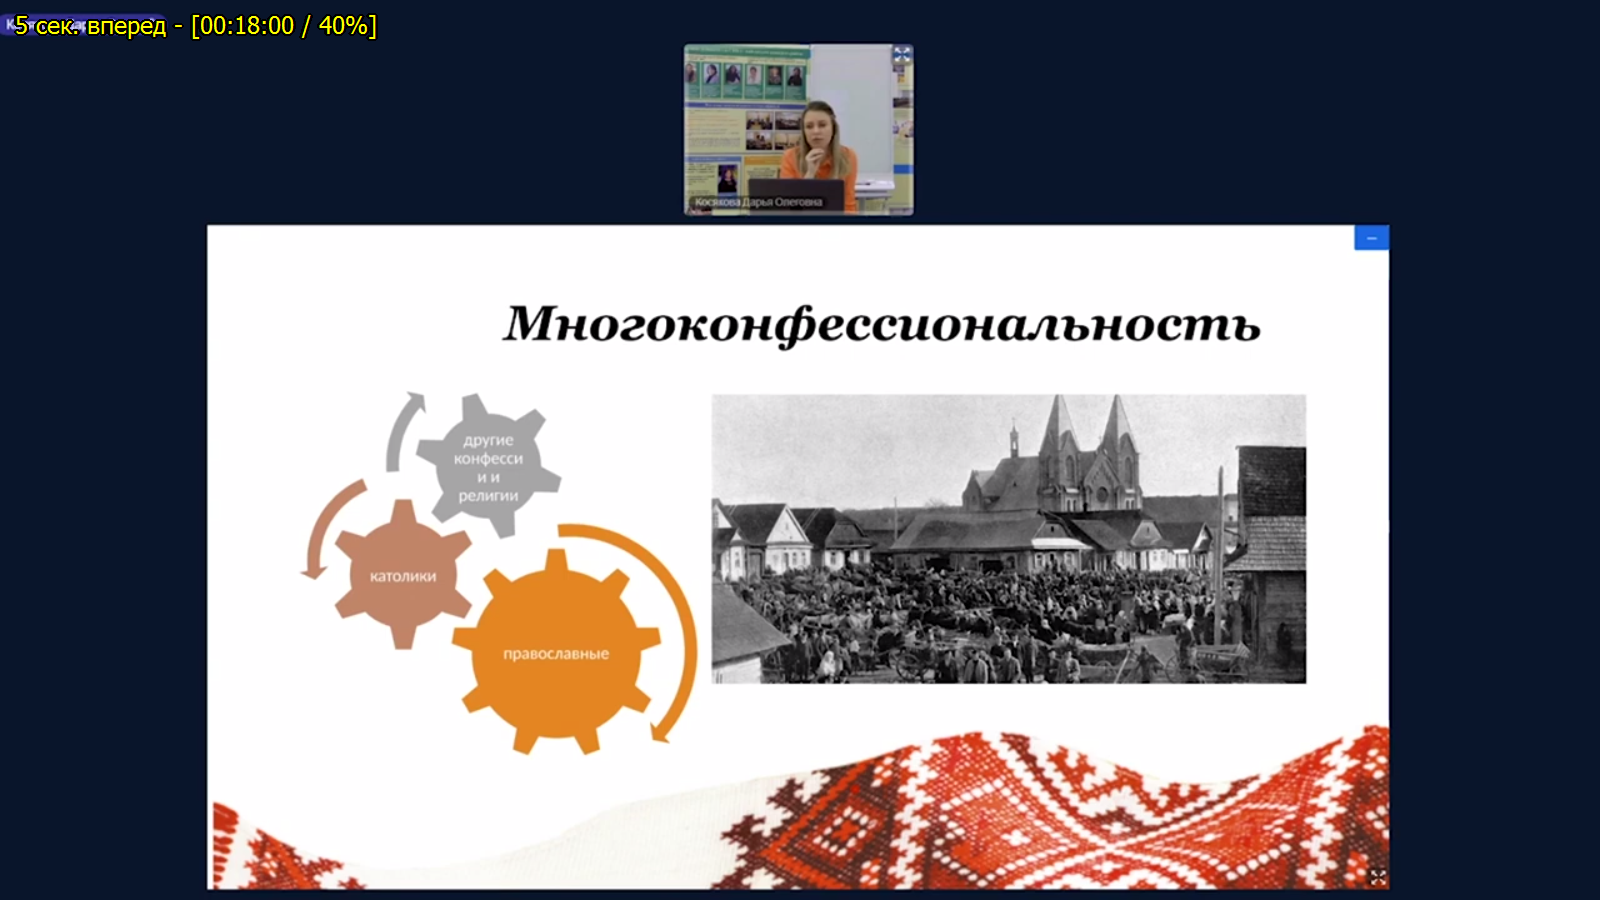 5 сек. вперед - [00:18:00 / 40%]
Косякова Дарья Олеговна
Многоконфессиональность
другие
конфесси
и и
религии
католики
православные